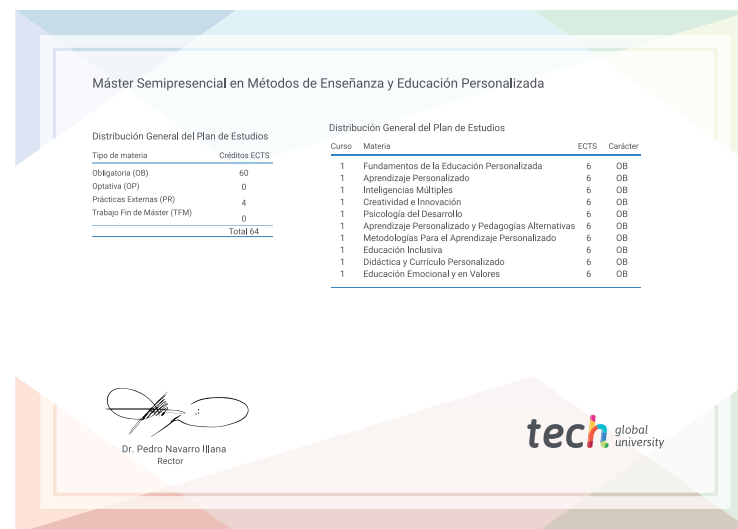 Máster Semipresencial en Métodos de Enseñanza y Educación Personalizada
Distribución General del Plan de Estudios
Tipo de materia Créditos ECTS
Obligatoria (OB) 60
Optativa (OP) 0
Prácticas Externas (PR) 4
Trabajo Fin de Máster (TFM) 0
Total 64
Distribución General del Plan de Estudios
Curso Materia ECTS Carácter
1 Fundamentos de la Educación Personalizada 6 OB
1 Aprendizaje Personalizado 6 OB
1 Inteligencias Múltiples 6 OB
1 Creatividad e Innovación 6 OB
1 Psicología del Desarrollo 6 OB
1 Aprendizaje Personalizado y Pedagogías Alternativas 6 OB
1 Metodologías Para el Aprendizaje Personalizado 6 OB
1 Educación Inclusiva 6 OB
1 Didáctica y Currículo Personalizado 6 OB
1 Educación Emocional y en Valores 6 OB
Dr. Pedro Navarro Illana
Rector
tech global
university